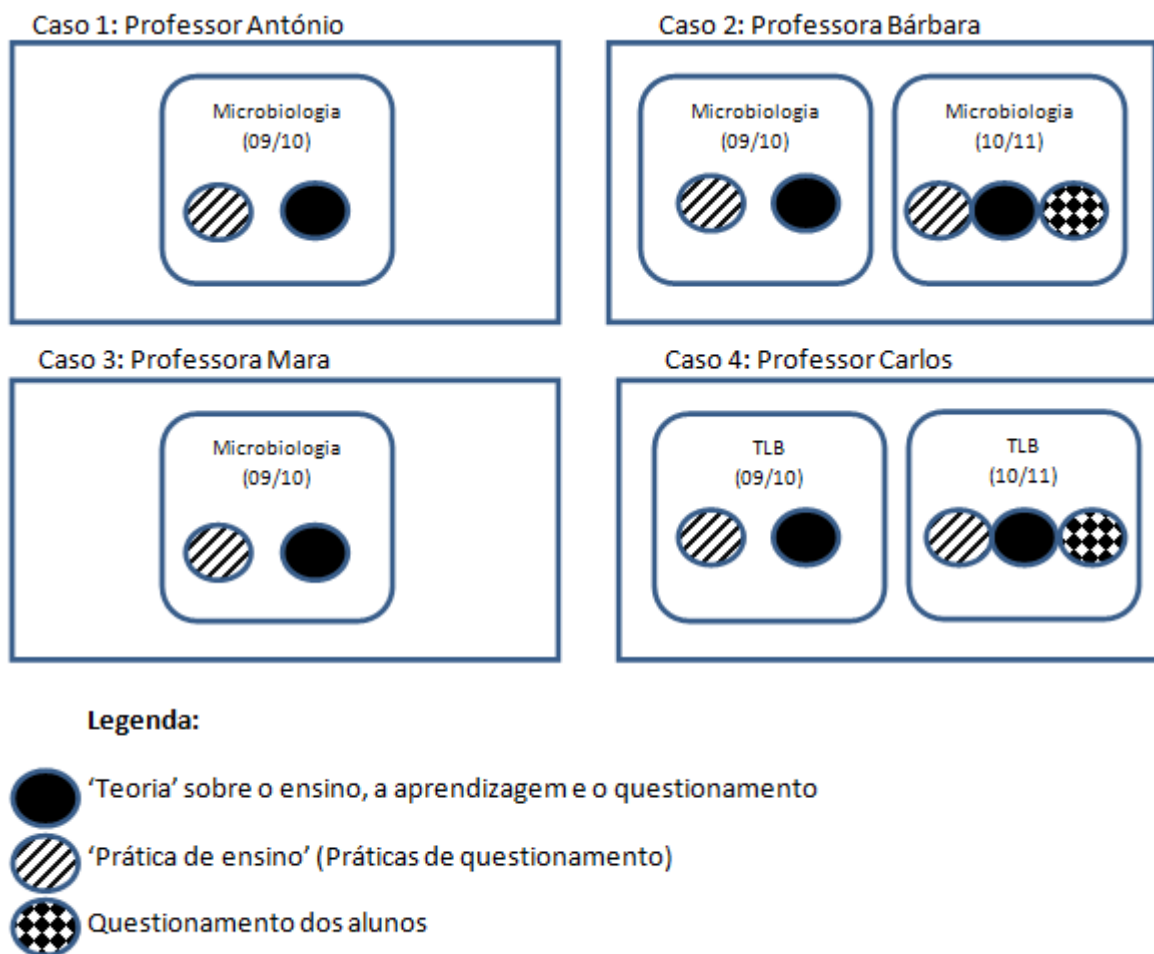 Caso 1: Professor António
Microbiologia
(09/10)
Caso 2: Professora Bárbara
Microbiologia
(09/10)
Microbiologia
(10/11)
Caso 3: Professora Mara
Microbiologia
(09/10)
Caso 4: Professor Carlos
TLB
(09/10)
TLB
(10/11)
Legenda:
‘Teoria’ sobre o ensino, a aprendizagem e o questionamento
‘Prática de ensino’ (Práticas de questionamento)
Questionamento dos alunos